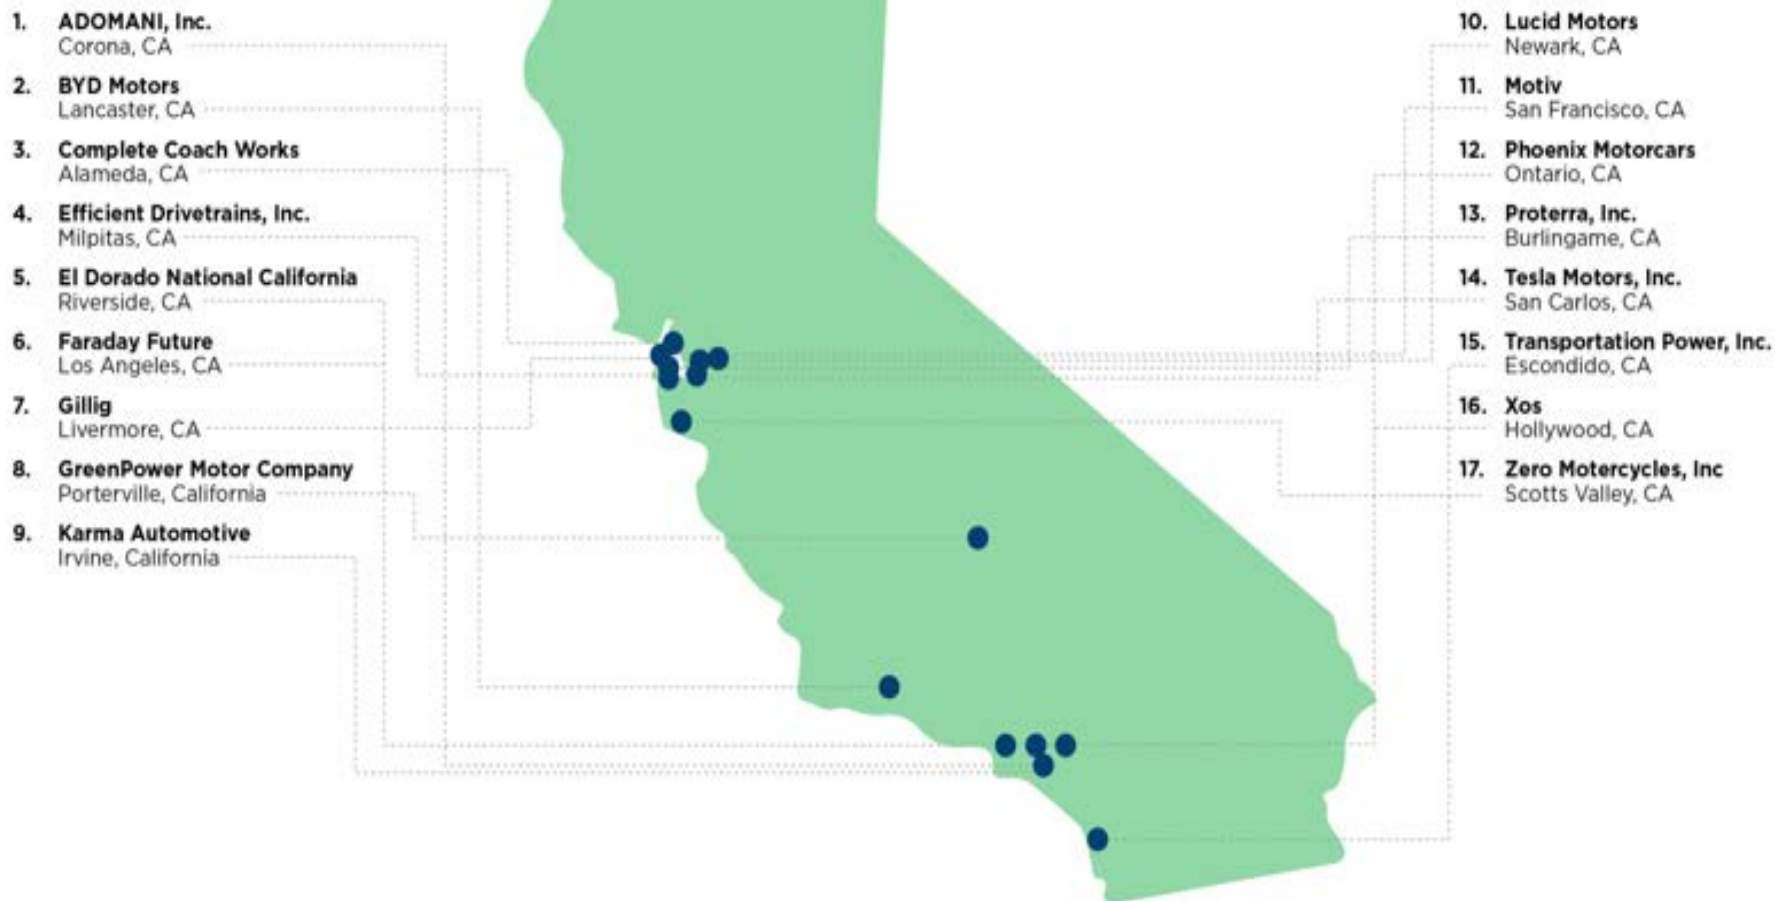 1. ADOMANI, Inc.
Corona, CA
2. BYD Motors
Lancaster, CA
3. Complete Coach Works
Alameda, CA
4. Efficient Drivetrains, Inc.
Milpitas, CA
5. El Dorado National California
Riverside, CA
6. Faraday Future
Los Angeles, CA
7. Gillig
Livermore, CA
8. GreenPower Motor Company
Porterville, California
9. Karma Automotive
Irvine, California
10. Lucid Motors
Newark, CA
11. Motiv
San Francisco, CA
12. Phoenix Motorcars
Ontario, CA
13. Proterra, Inc.
Burlingame, CA
14. Tesla Motors, Inc.
San Carlos, CA
15. Transportation Power, Inc.
Escondido, CA
16. Xos
Hollywood, CA
17. Zero Motercycles, Inc
Scotts Valley, CA